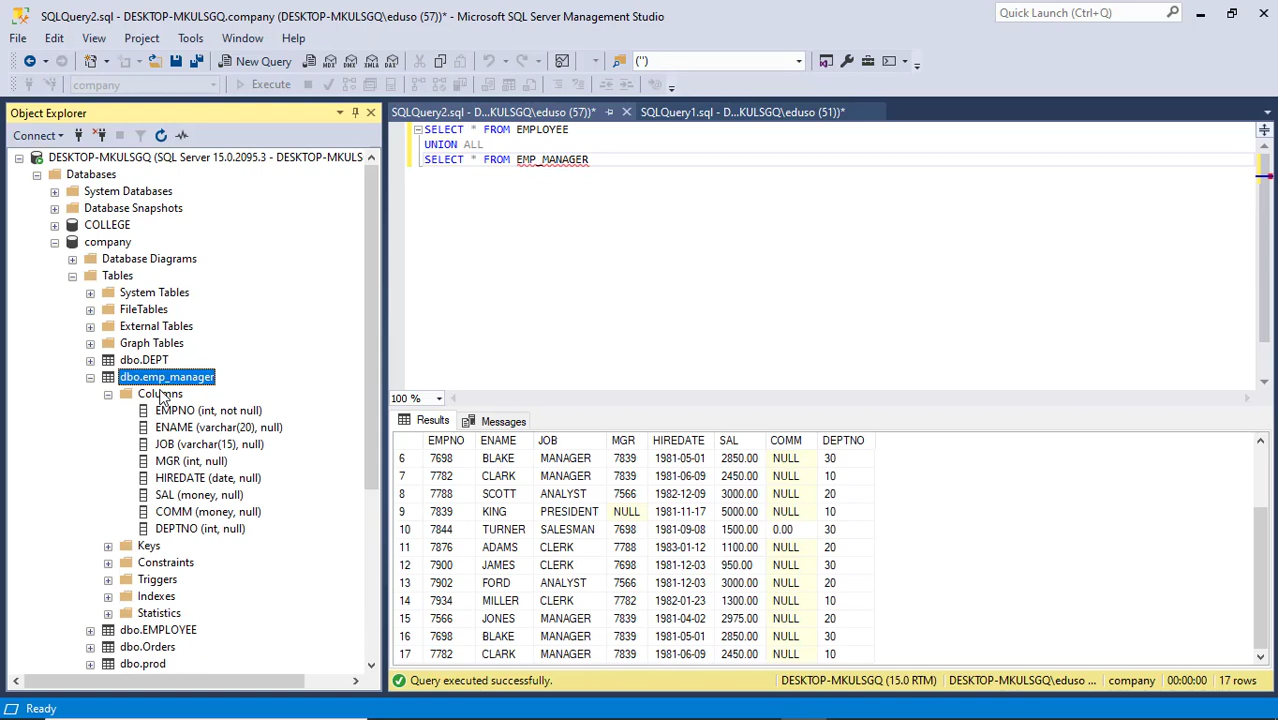 SQLQuery2.sql - DESKTOP-MKULSGQ.company (DESKTOP-MKULSGQ\eduso (57))* - Microsoft SQL Server Management Studio
Quick Launch (Ctrl+Q)
File Edit View Project Tools Window Help
New Query MDX DMX XMLA DAX ('')
company Execute
Object Explorer
Connect
DESKTOP-MKULSGQ (SQL Server 15.0.2095.3 - DESKTOP-MKULS
Databases
System Databases
Database Snapshots
COLLEGE
company
Database Diagrams
Tables
System Tables
FileTables
External Tables
Graph Tables
dbo.DEPT
dbo.emp_manager
Columns
EMPNO (int, not null)
ENAME (varchar(20), null)
JOB (varchar(15), null)
MGR (int, null)
HIREDATE (date, null)
SAL (money, null)
COMM (money, null)
DEPTNO (int, null)
Keys
Constraints
Triggers
Indexes
Statistics
dbo.EMPLOYEE
dbo.Orders
dbo.prod
SQLQuery2.sql - D...KULSGQ\eduso (57))* SQLQuery1.sql - D...KULSGQ\eduso (51))*
SELECT * FROM EMPLOYEE
UNION ALL
SELECT * FROM EMP_MANAGER
100 %
Results Messages
EMPNO ENAME JOB MGR HIREDATE SAL COMM DEPTNO
6 7698 BLAKE MANAGER 7839 1981-05-01 2850.00 NULL 30
7 7782 CLARK MANAGER 7839 1981-06-09 2450.00 NULL 10
8 7788 SCOTT ANALYST 7566 1982-12-09 3000.00 NULL 20
9 7839 KING PRESIDENT NULL 1981-11-17 5000.00 NULL 10
10 7844 TURNER SALESMAN 7698 1981-09-08 1500.00 0.00 30
11 7876 ADAMS CLERK 7788 1983-01-12 1100.00 NULL 20
12 7900 JAMES CLERK 7698 1981-12-03 950.00 NULL 30
13 7902 FORD ANALYST 7566 1981-12-03 3000.00 NULL 20
14 7934 MILLER CLERK 7782 1982-01-23 1300.00 NULL 10
15 7566 JONES MANAGER 7839 1981-04-02 2975.00 NULL 20
16 7698 BLAKE MANAGER 7839 1981-05-01 2850.00 NULL 30
17 7782 CLARK MANAGER 7839 1981-06-09 2450.00 NULL 10
Query executed successfully. DESKTOP-MKULSGQ (15.0 RTM) DESKTOP-MKULSGQ\eduso ... company 00:00:00 17 rows
Ready